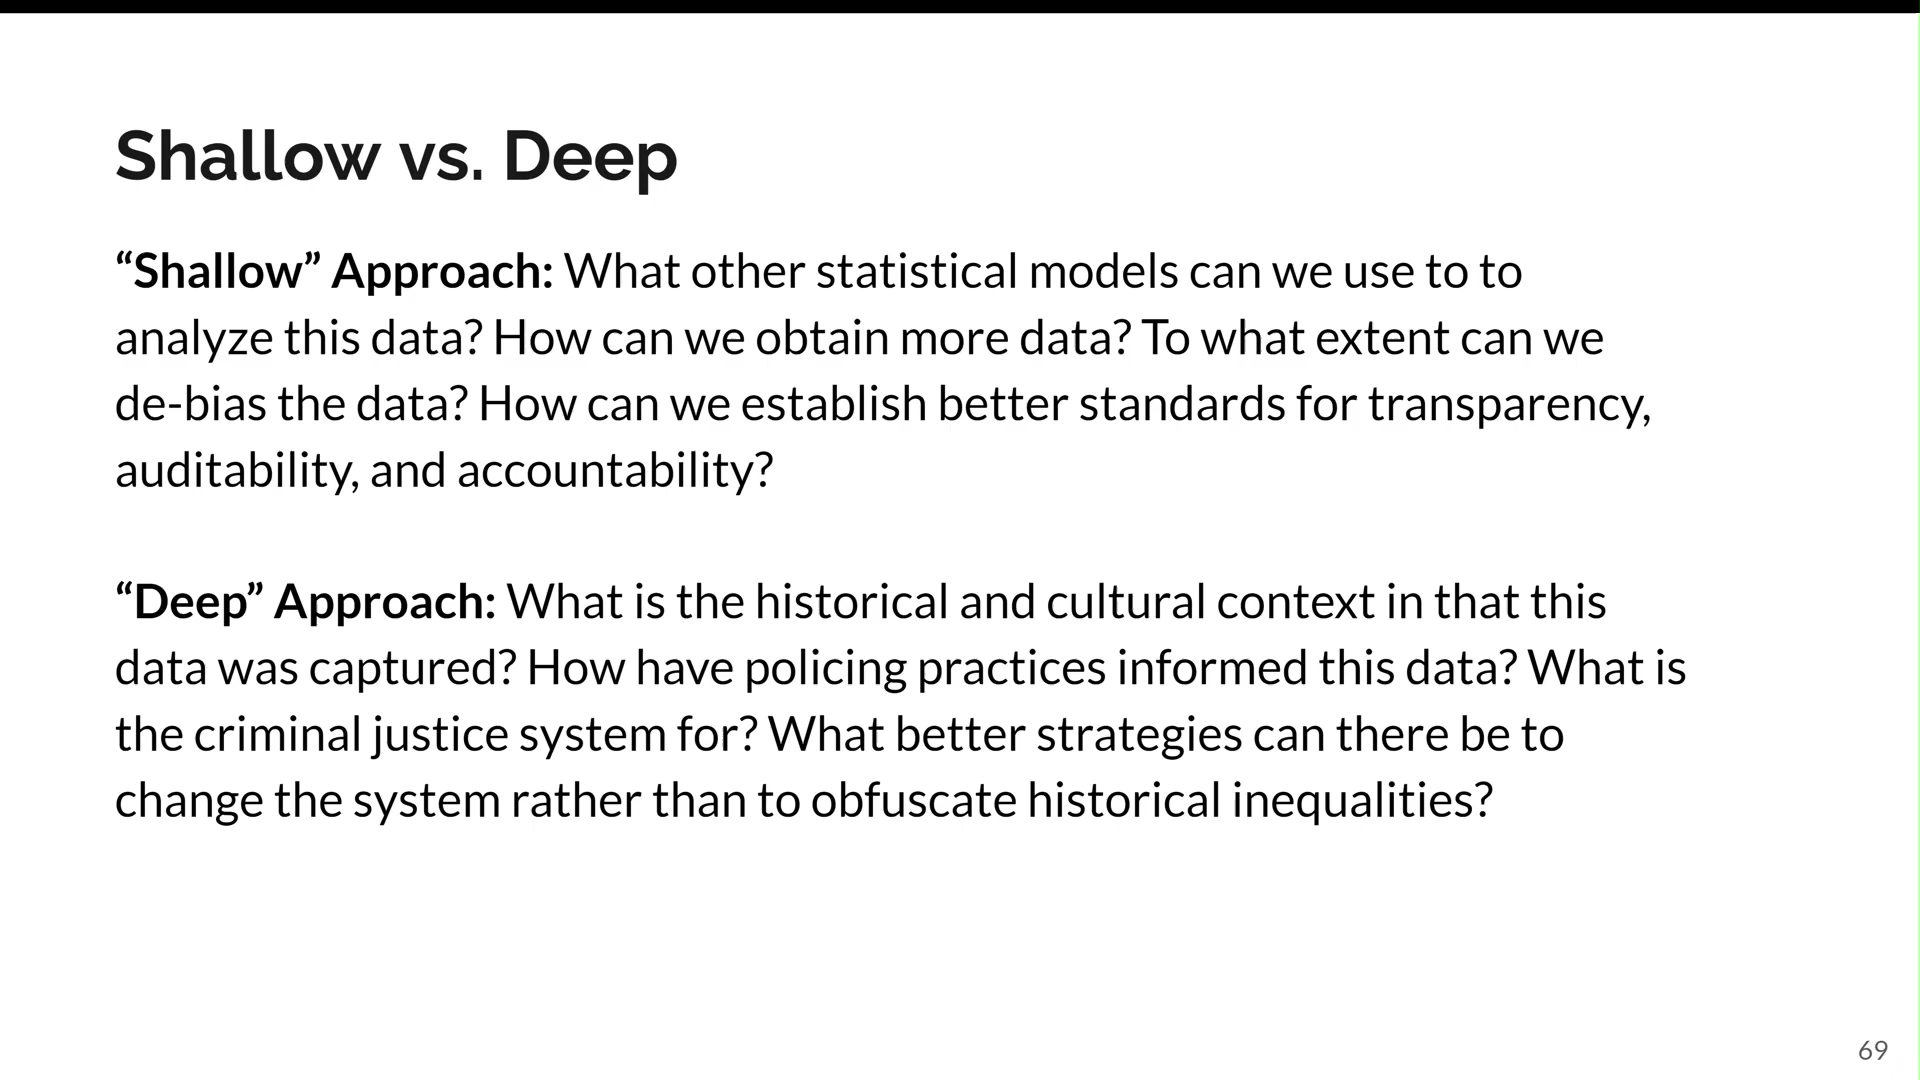 Shallow vs. Deep
“Shallow” Approach: What other statistical models can we use to to
analyze this data? How can we obtain more data? To what extent can we
de-bias the data? How can we establish better standards for transparency,
auditability, and accountability?
“Deep” Approach: What is the historical and cultural context in that this
data was captured? How have policing practices informed this data? What is
the criminal justice system for? What better strategies can there be to
change the system rather than to obfuscate historical inequalities?
69